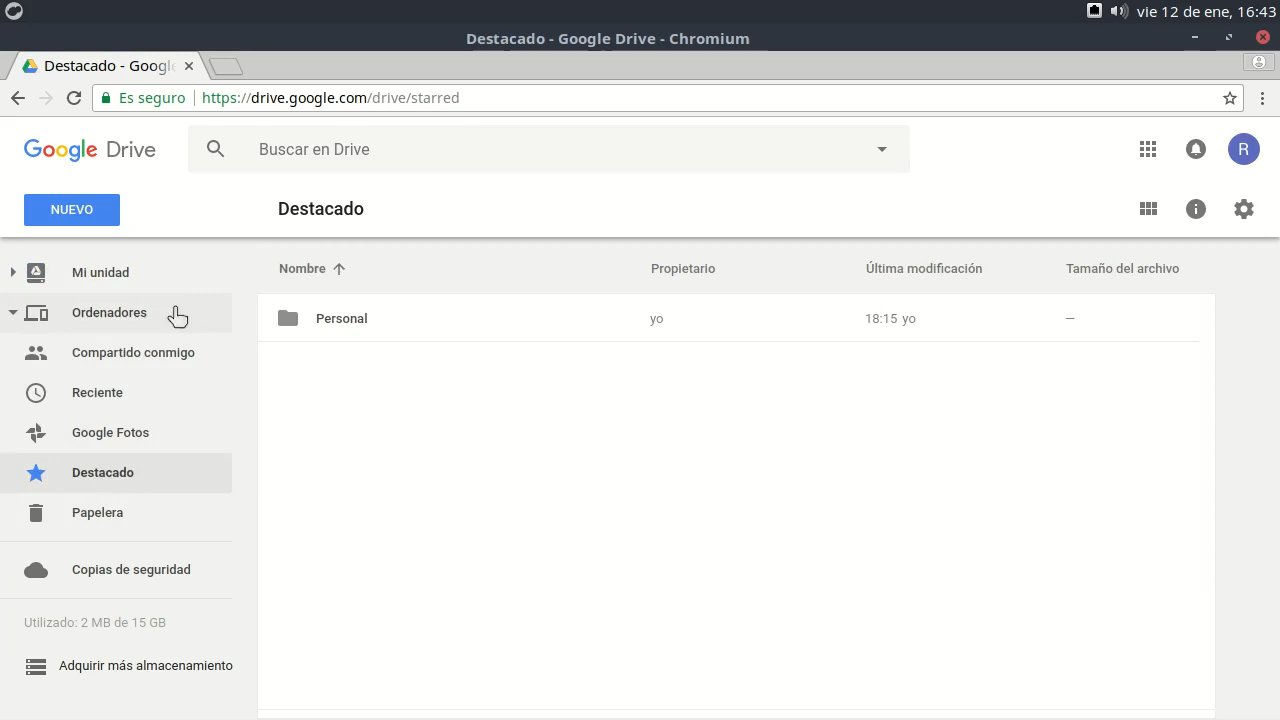 vie 12 de ene, 16:43
Destacado - Google Drive - Chromium
Destacado - Googl
Es seguro
https://drive.google.com/drive/starred
Google Drive
Buscar en Drive
R
NUEVO
Destacado
Mi unidad
Ordenadores
Compartido conmigo
Reciente
Google Fotos
Destacado
Papelera
Copias de seguridad
Utilizado: 2 MB de 15 GB
Adquirir más almacenamiento
Nombre
Propietario
Última modificación
Tamaño del archivo
Personal
yo
18:15 yo
—